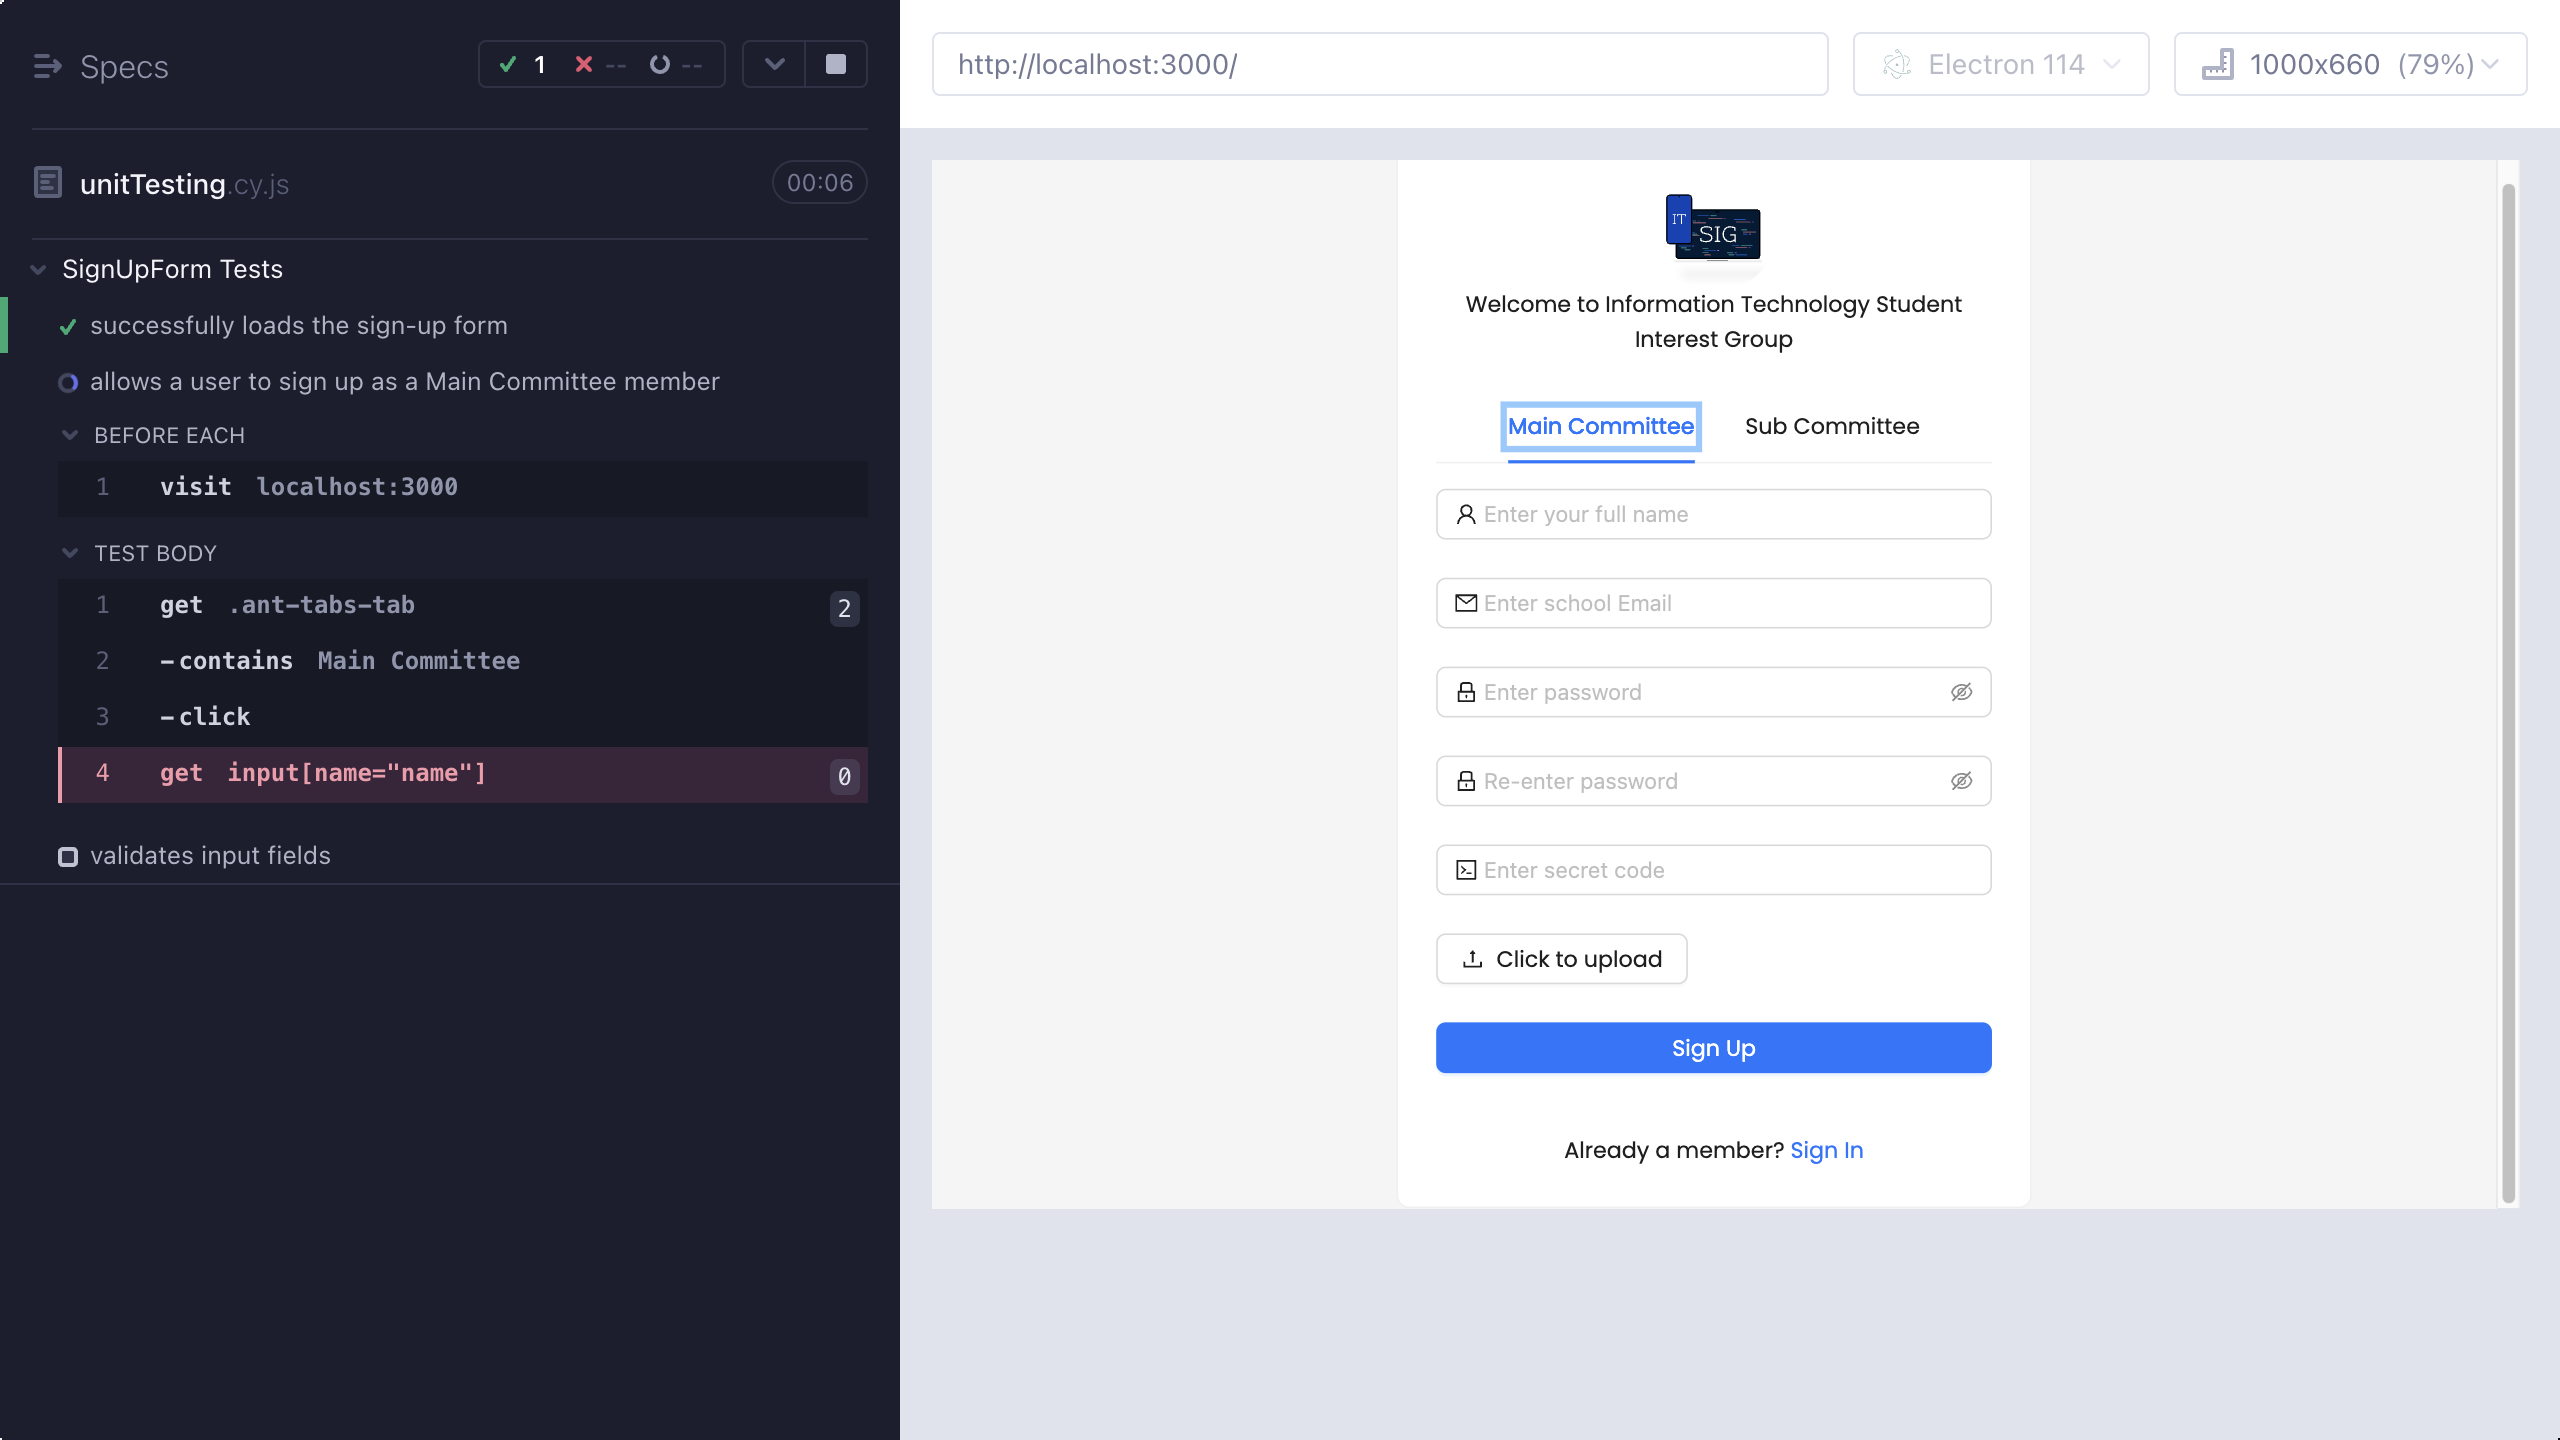 Specs
1 -- --
unitTesting.cy.js
00:06
SignUpForm Tests
successfully loads the sign-up form
allows a user to sign up as a Main Committee member
BEFORE EACH
1 visit localhost:3000
TEST BODY
1 get .ant-tabs-tab 2
2 -contains Main Committee
3 -click
4 get input[name="name"] 0
validates input fields
http://localhost:3000/
Electron 114
1000x660 (79%)
IT
SIG
Welcome to Information Technology Student
Interest Group
Main Committee Sub Committee
Enter your full name
Enter school Email
Enter password
Re-enter password
Enter secret code
Click to upload
Sign Up
Already a member? Sign In